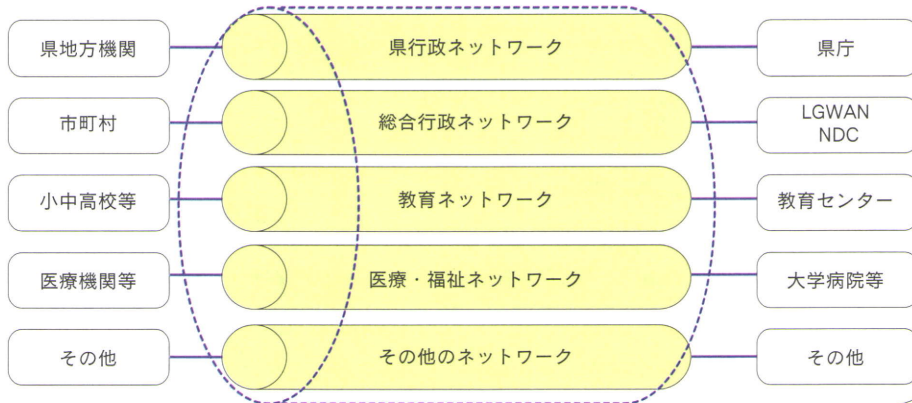 県地方機関
県行政ネットワーク
県庁
市町村
総合行政ネットワーク
LGWAN
NDC
小中高校等
教育ネットワーク
教育センター
医療機関等
医療・福祉ネットワーク
大学病院等
その他
その他のネットワーク
その他